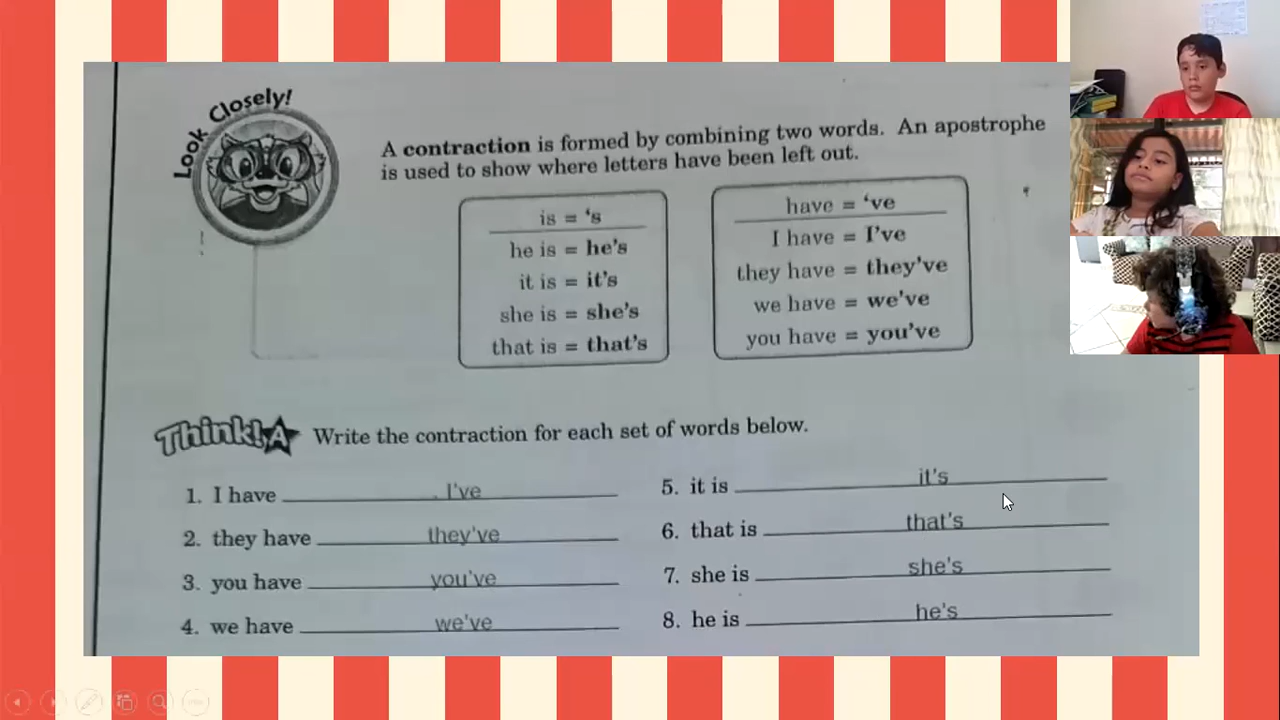 Look Closely!
A contraction is formed by combining two words. An apostrophe
is used to show where letters have been left out.
is = ‘s
he is = he's
it is = it's
she is = she's
that is = that's
have = ‘ve
I have = I've
they have = they've
we have = we've
you have = you've
Think! A Write the contraction for each set of words below.
1. I have I've
2. they have they've
3. you have you've
4. we have we've
5. it is it's
6. that is that's
7. she is she's
8. he is he's